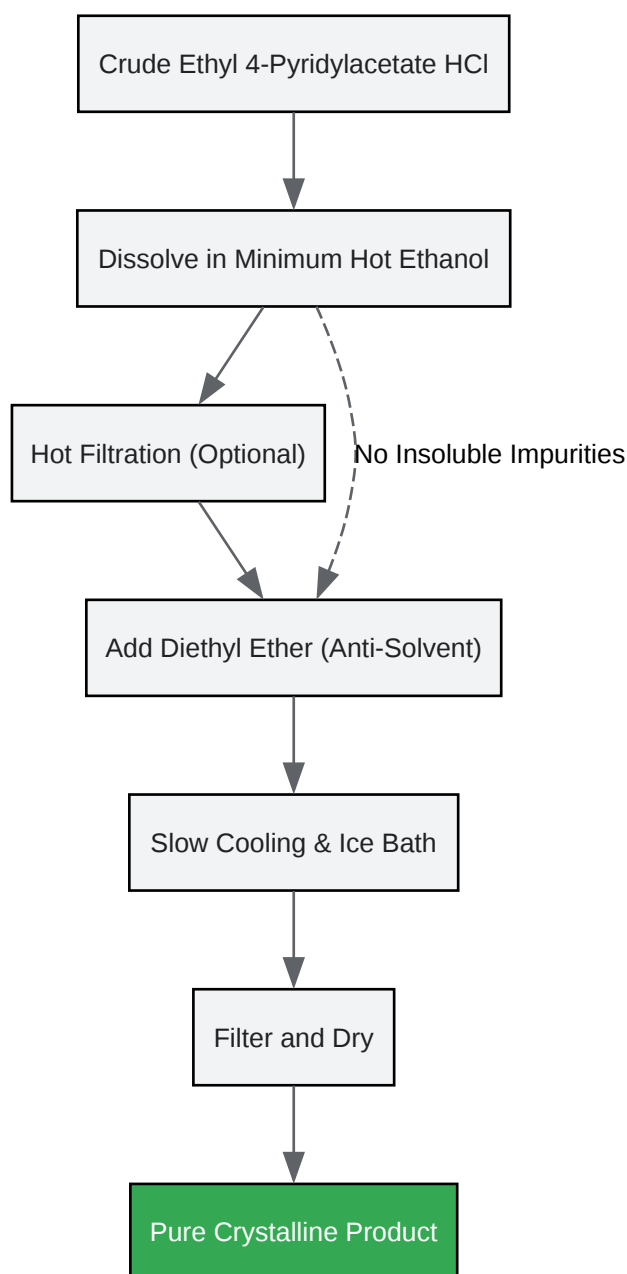 Crude Ethyl 4-Pyridylacetate HCl
Dissolve in Minimum Hot Ethanol
Hot Filtration (Optional)
No Insoluble Impurities
Add Diethyl Ether (Anti-Solvent)
Slow Cooling & Ice Bath
Filter and Dry
Pure Crystalline Product